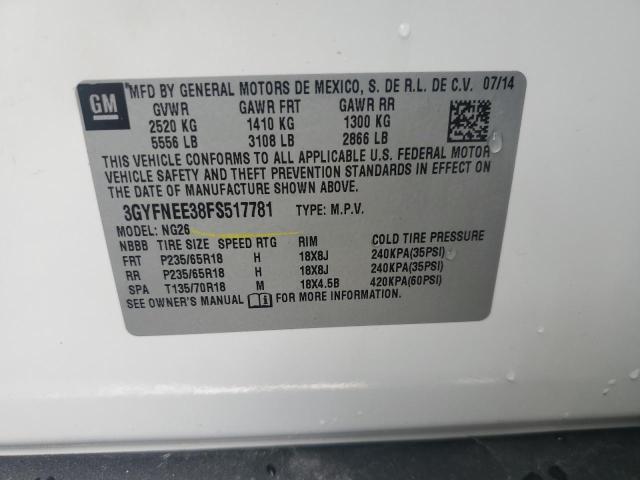 GM
MFD BY GENERAL MOTORS DE MEXICO, S. DE R.L. DE C.V. 07/14
GVWR GAWR FRT GAWR RR
2520 KG 1410 KG 1300 KG
5556 LB 3108 LB 2866 LB
THIS VEHICLE CONFORMS TO ALL APPLICABLE U.S. FEDERAL MOTOR
VEHICLE SAFETY AND THEFT PREVENTION STANDARDS IN EFFECT ON
THE DATE OF MANUFACTURE SHOWN ABOVE.
3GYFNEE38FS517781 TYPE: M.P.V.
MODEL: NG26
NBBB TIRE SIZE SPEED RTG RIM COLD TIRE PRESSURE
FRT P235/65R18 H 18X8J 240KPA(35PSI)
RR P235/65R18 H 18X8J 240KPA(35PSI)
SPA T135/70R18 M 18X4.5B 420KPA(60PSI)
SEE OWNER'S MANUAL FOR MORE INFORMATION.